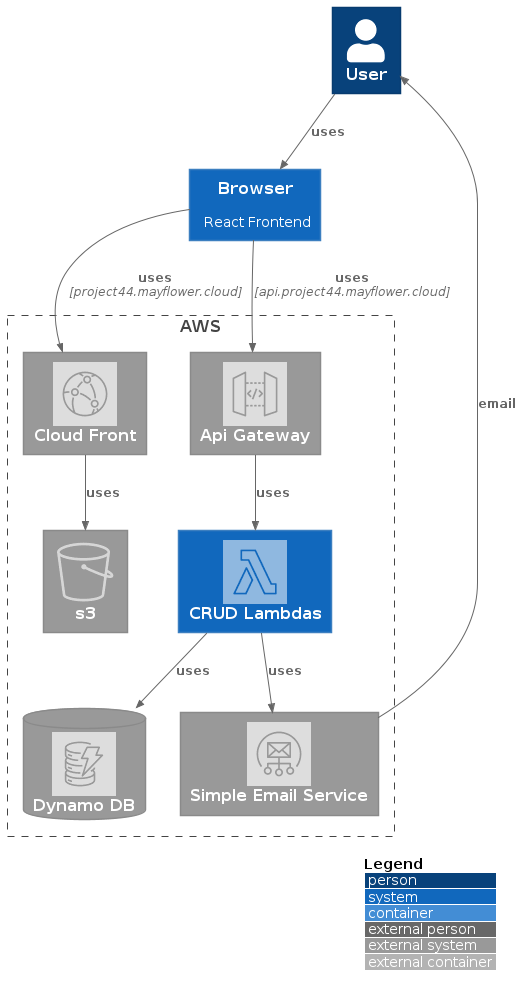 User
uses
Browser
React Frontend
uses
[project44.mayflower.cloud]
uses
[api.project44.mayflower.cloud]
AWS
Cloud Front
Api Gateway
email
uses
uses
s3
CRUD Lambdas
uses
uses
Dynamo DB
Simple Email Service
Legend
person
system
container
external person
external system
external container